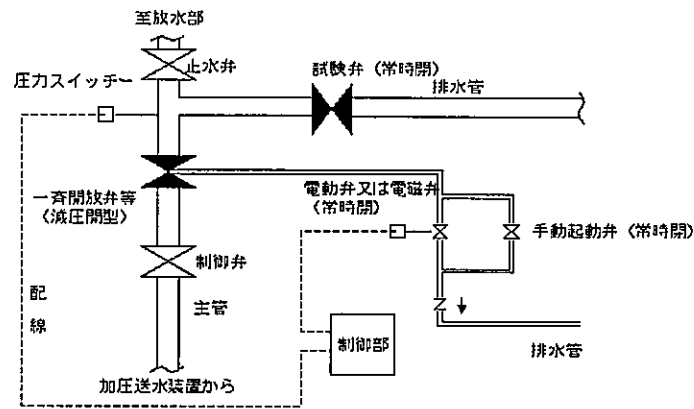 至放水部
止水弁
試験弁（常時閉）
圧力スイッチー
排水管
一斉開放弁等
（減圧開型）
電動弁又は電磁弁
（常時閉）
手動起動弁（常時閉）
制御弁
配線
主管
制御部
排水管
加圧送水装置から